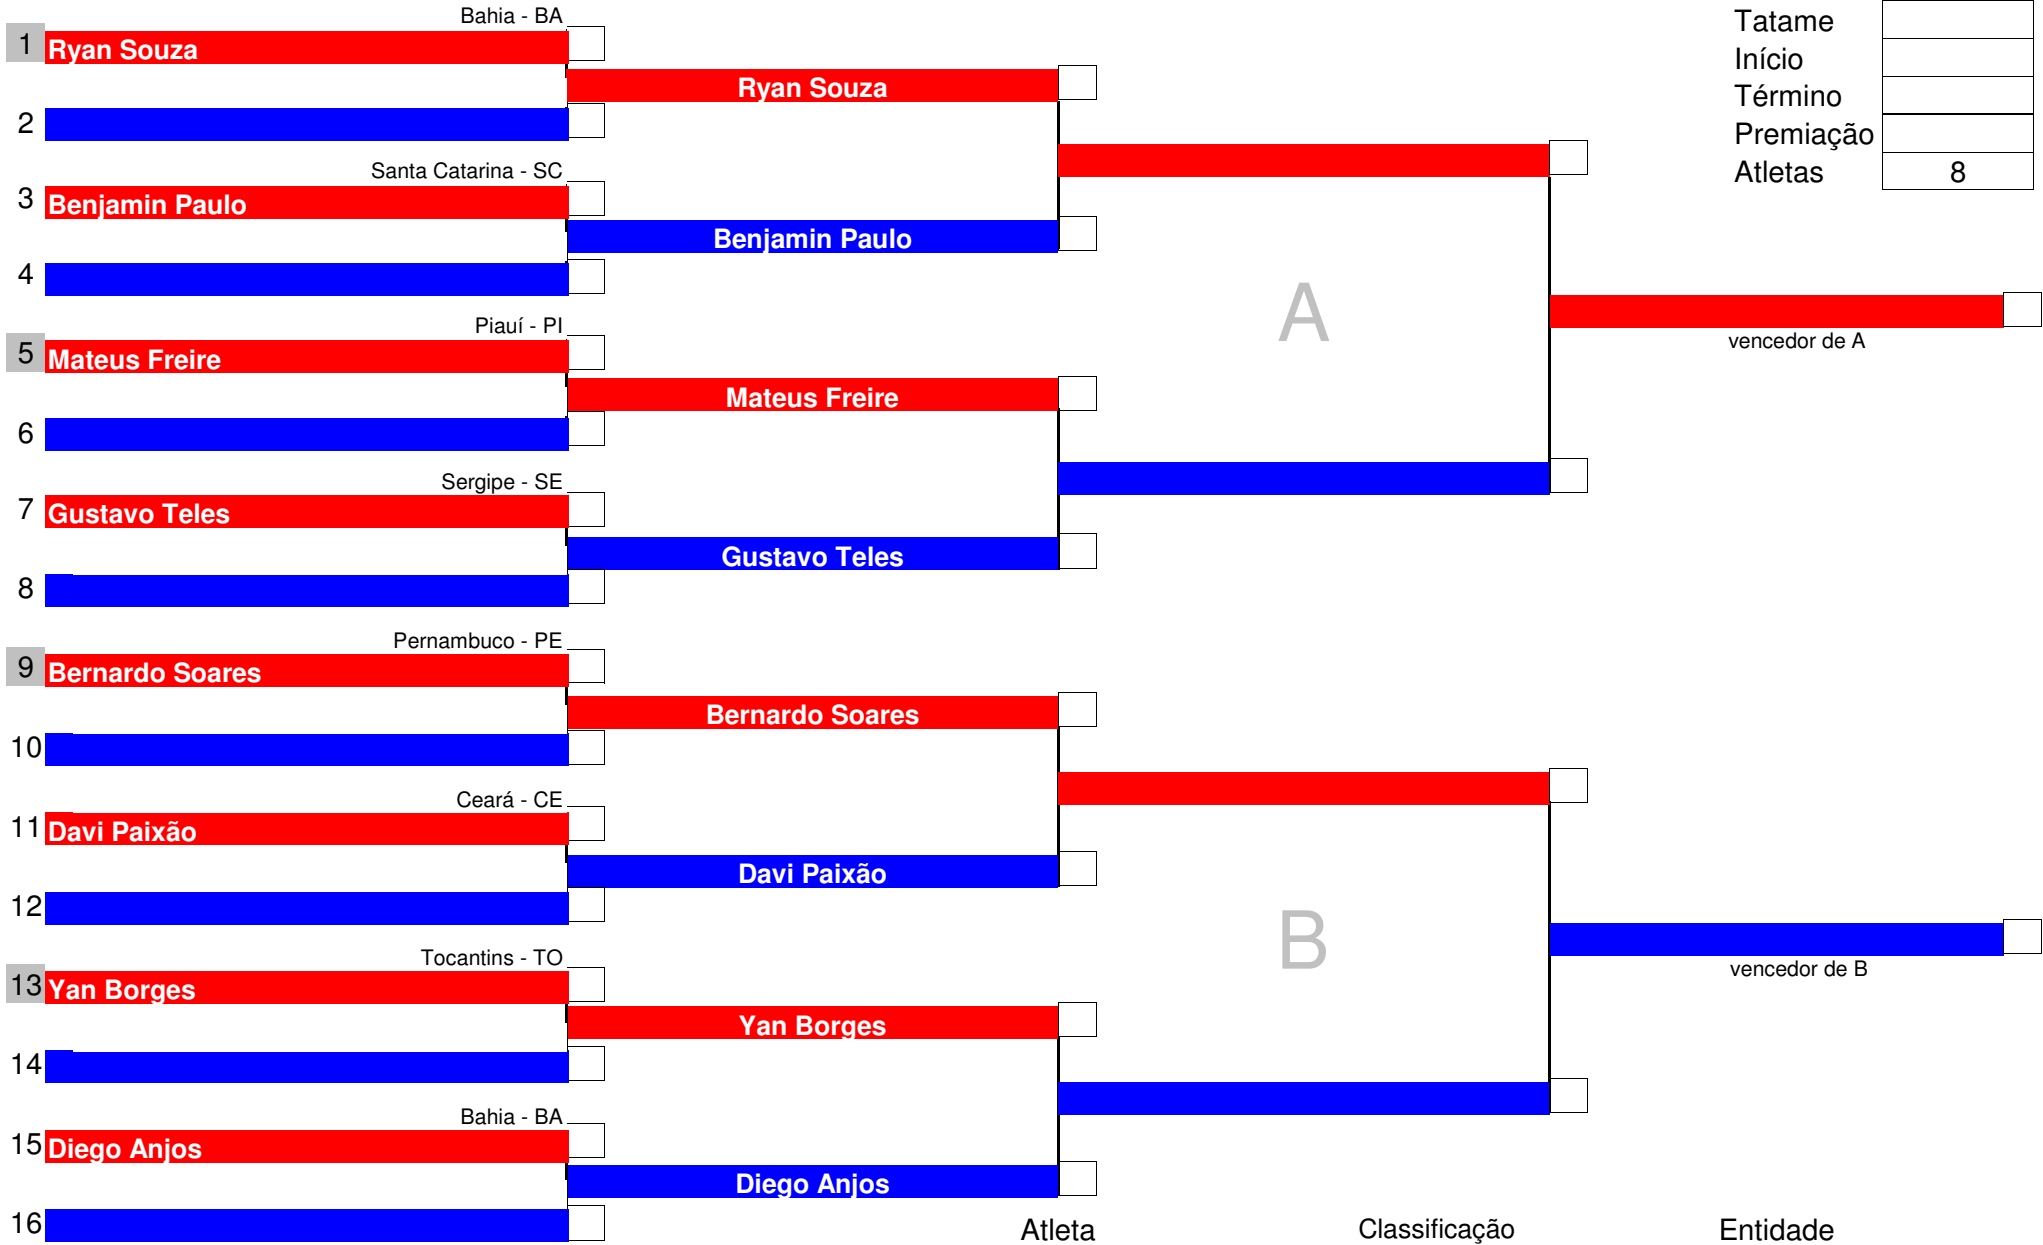 Bahia - BA
1 Ryan Souza
Ryan Souza
2
Santa Catarina - SC
3 Benjamin Paulo
Benjamin Paulo
4
Piauí - PI
5 Mateus Freire
Mateus Freire
6
Sergipe - SE
7 Gustavo Teles
Gustavo Teles
8
Pernambuco - PE
9 Bernardo Soares
Bernardo Soares
10
Ceará - CE
11 Davi Paixão
Davi Paixão
12
Tocantins - TO
13 Yan Borges
Yan Borges
14
Bahia - BA
15 Diego Anjos
Diego Anjos
16
A
B
vencedor de A
vencedor de B
Tatame
Início
Término
Premiação
Atletas 8
Atleta Classificação Entidade